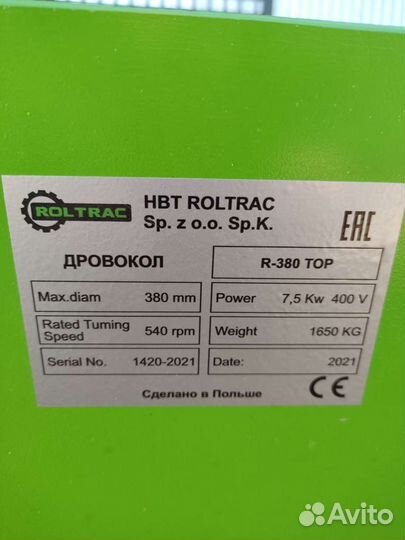 ROLTRAC
HBT ROLTRAC
Sp. z o.o. Sp.K.
EAC
ДРОВОКОЛ
R-380 TOP
Max.diam 380 mm
Power 7,5 Kw 400 V
Rated Tuming
Speed 540 rpm
Weight 1650 KG
Serial No. 1420-2021
Date: 2021
Сделано в Польше
CE
Avito